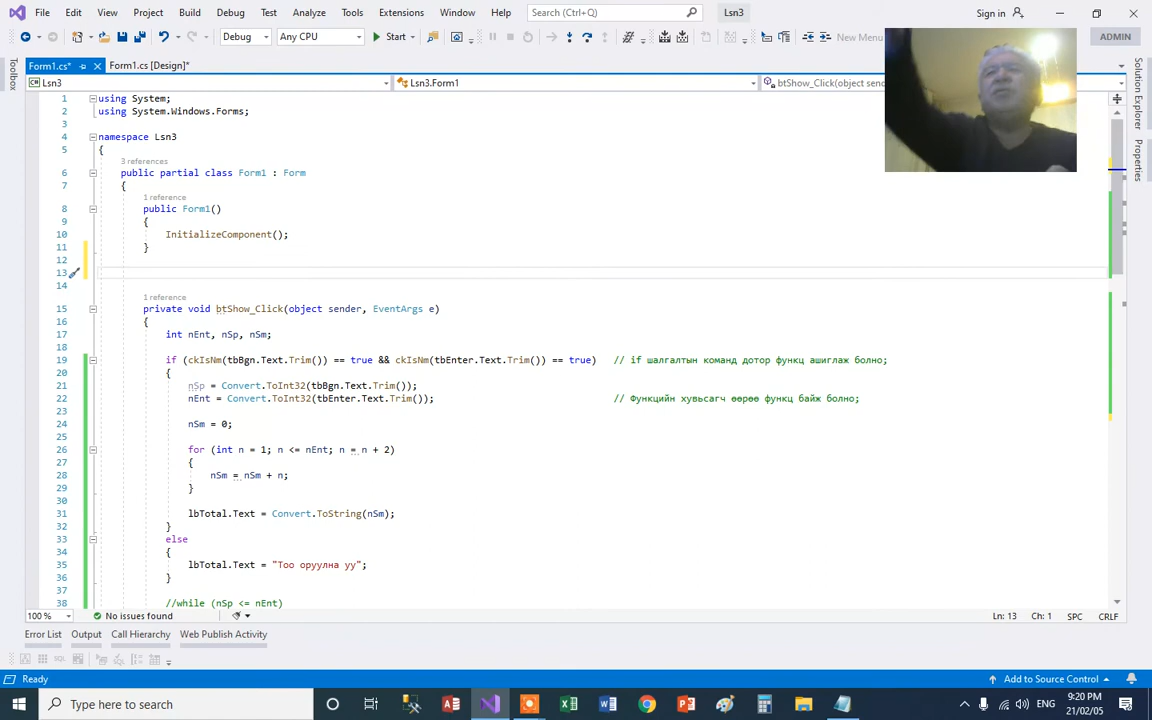 File Edit View Project Build Debug Test Analyze Tools Extensions Window Help Search (Ctrl+Q) Lsn3 Sign in
Debug Any CPU Start New Menu ADMIN
Form1.cs* Form1.cs [Design]*
Lsn3 Lsn3.Form1 btShow_Click(object send
Toolbox
Solution Explorer
Properties
1 using System;
2 using System.Windows.Forms;
3
4 namespace Lsn3
5 {
3 references
6 public partial class Form1 : Form
7 {
1 reference
8 public Form1()
9 {
10 InitializeComponent();
11 }
12
13
14
1 reference
15 private void btShow_Click(object sender, EventArgs e)
16 {
17 int nEnt, nSp, nSm;
18
19 if (ckIsNm(tbBgn.Text.Trim()) == true && ckIsNm(tbEnter.Text.Trim()) == true) // if шалгалтын команд дотор функц ашиглаж болно;
20 {
21 nSp = Convert.ToInt32(tbBgn.Text.Trim());
22 nEnt = Convert.ToInt32(tbEnter.Text.Trim()); // Функцийн хувьсагч өөрөө функц байж болно;
23
24 nSm = 0;
25
26 for (int n = 1; n <= nEnt; n = n + 2)
27 {
28 nSm = nSm + n;
29 }
30
31 lbTotal.Text = Convert.ToString(nSm);
32 }
33 else
34 {
35 lbTotal.Text = "Тоо оруулна уу";
36 }
37
38 //while (nSp <= nEnt)
100 % No issues found Ln: 13 Ch: 1 SPC CRLF
Error List Output Call Hierarchy Web Publish Activity
Ready Add to Source Control
Type here to search ENG 9:20 PM
21/02/05